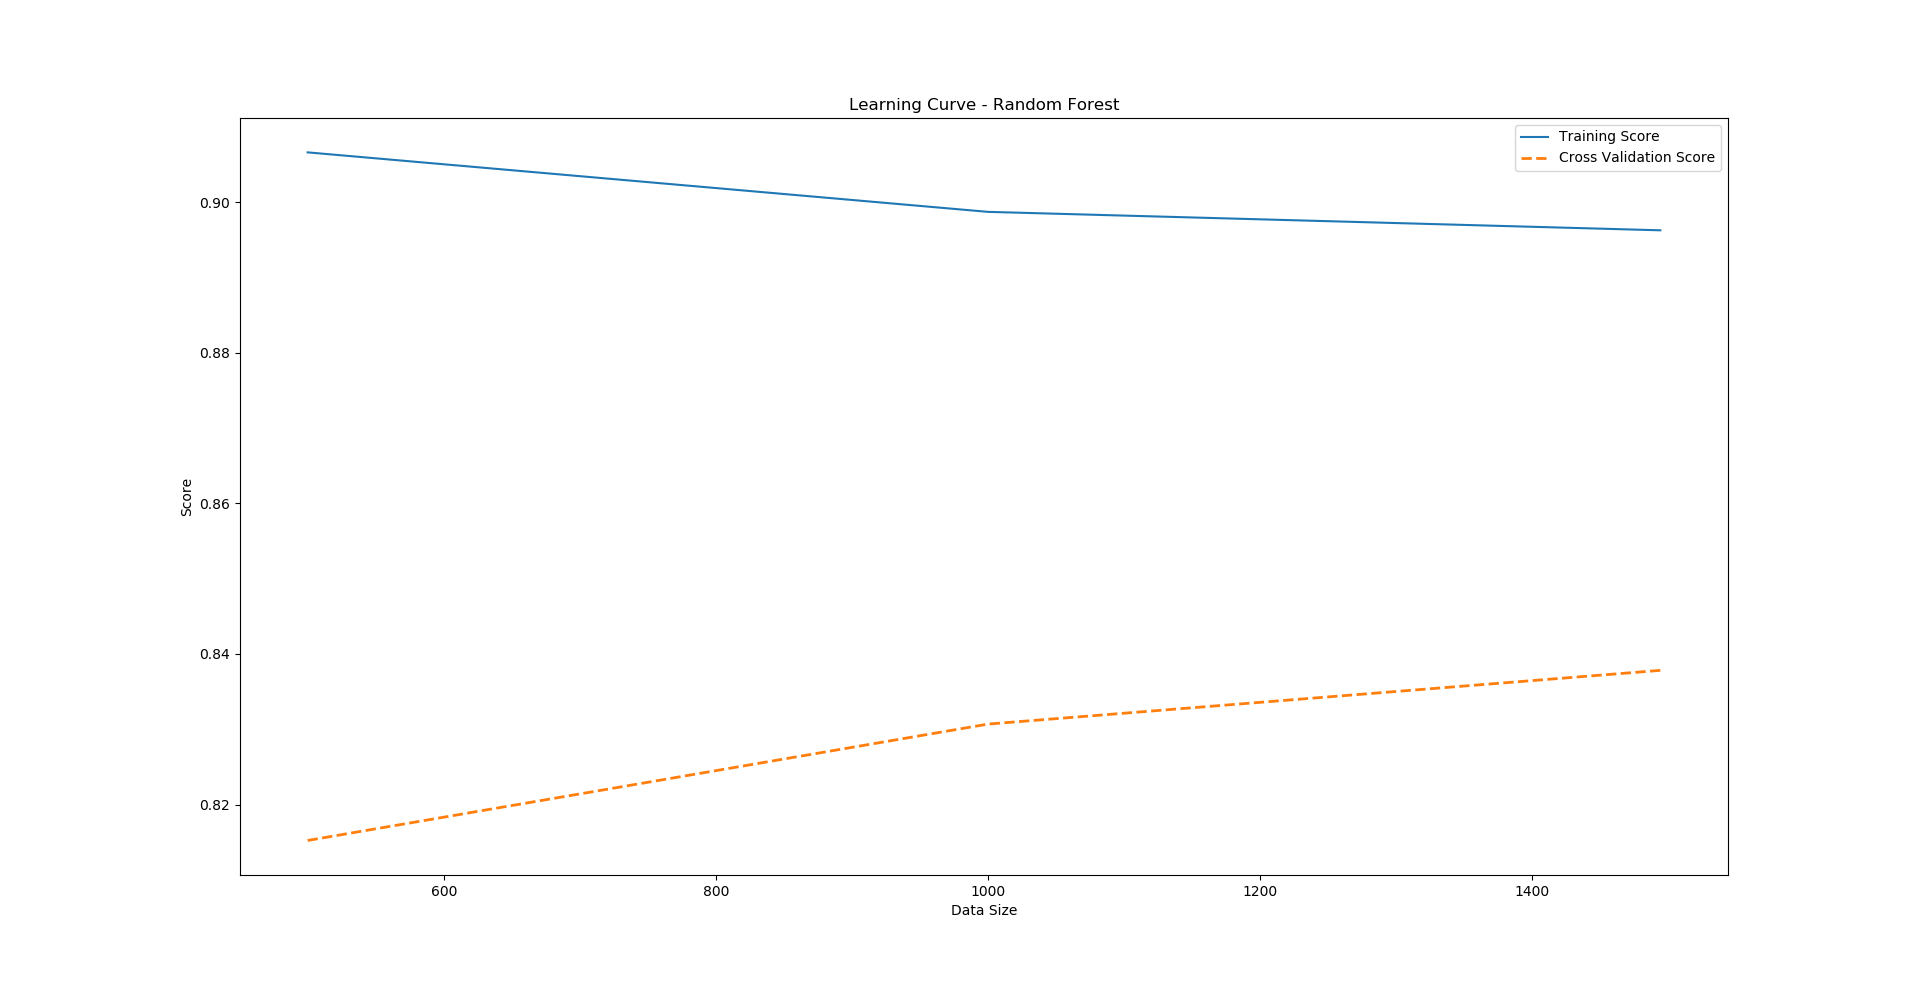 Learning Curve - Random Forest
Training Score
Cross Validation Score
0.90
0.88
0.86
0.84
0.82
Score
600 800 1000 1200 1400
Data Size